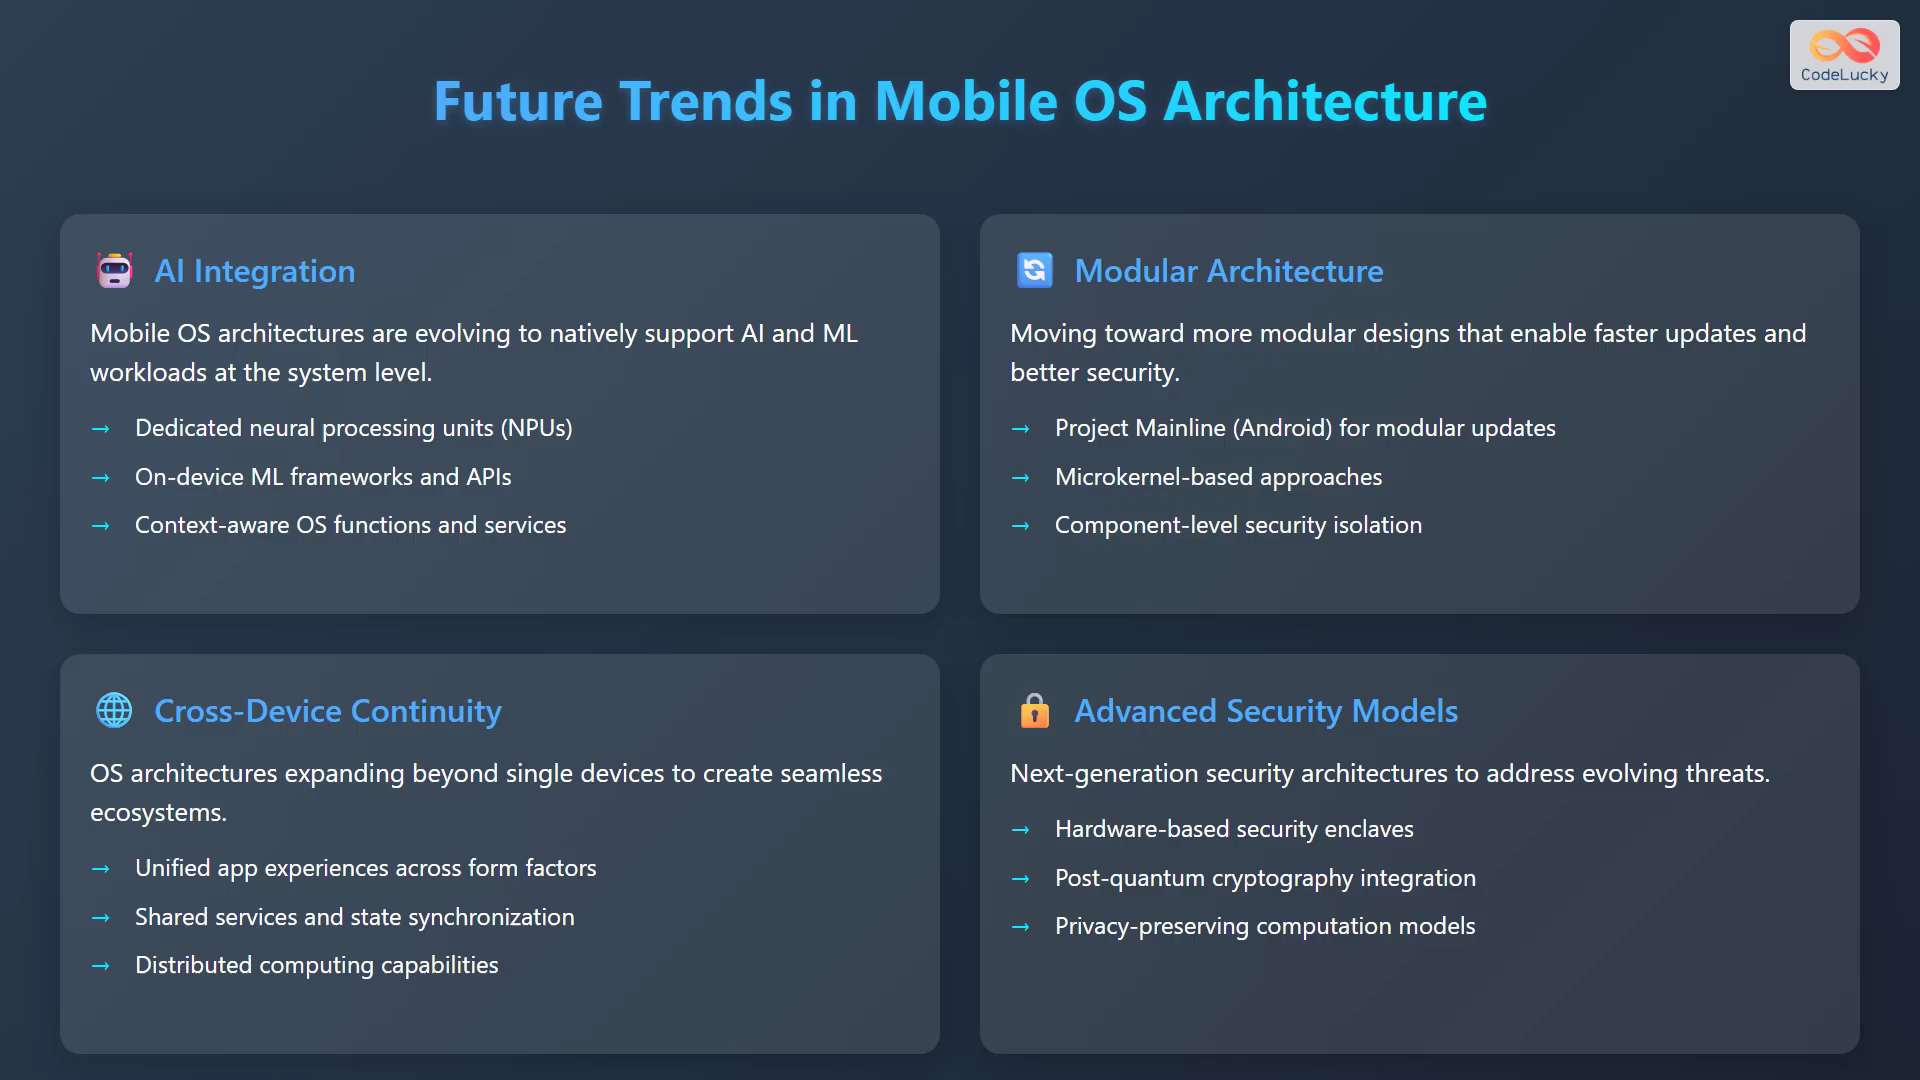 CodeLucky
Future Trends in Mobile OS Architecture
AI Integration
Mobile OS architectures are evolving to natively support AI and ML
workloads at the system level.
→ Dedicated neural processing units (NPUs)
→ On-device ML frameworks and APIs
→ Context-aware OS functions and services
Modular Architecture
Moving toward more modular designs that enable faster updates and
better security.
→ Project Mainline (Android) for modular updates
→ Microkernel-based approaches
→ Component-level security isolation
Cross-Device Continuity
OS architectures expanding beyond single devices to create seamless
ecosystems.
→ Unified app experiences across form factors
→ Shared services and state synchronization
→ Distributed computing capabilities
Advanced Security Models
Next-generation security architectures to address evolving threats.
→ Hardware-based security enclaves
→ Post-quantum cryptography integration
→ Privacy-preserving computation models